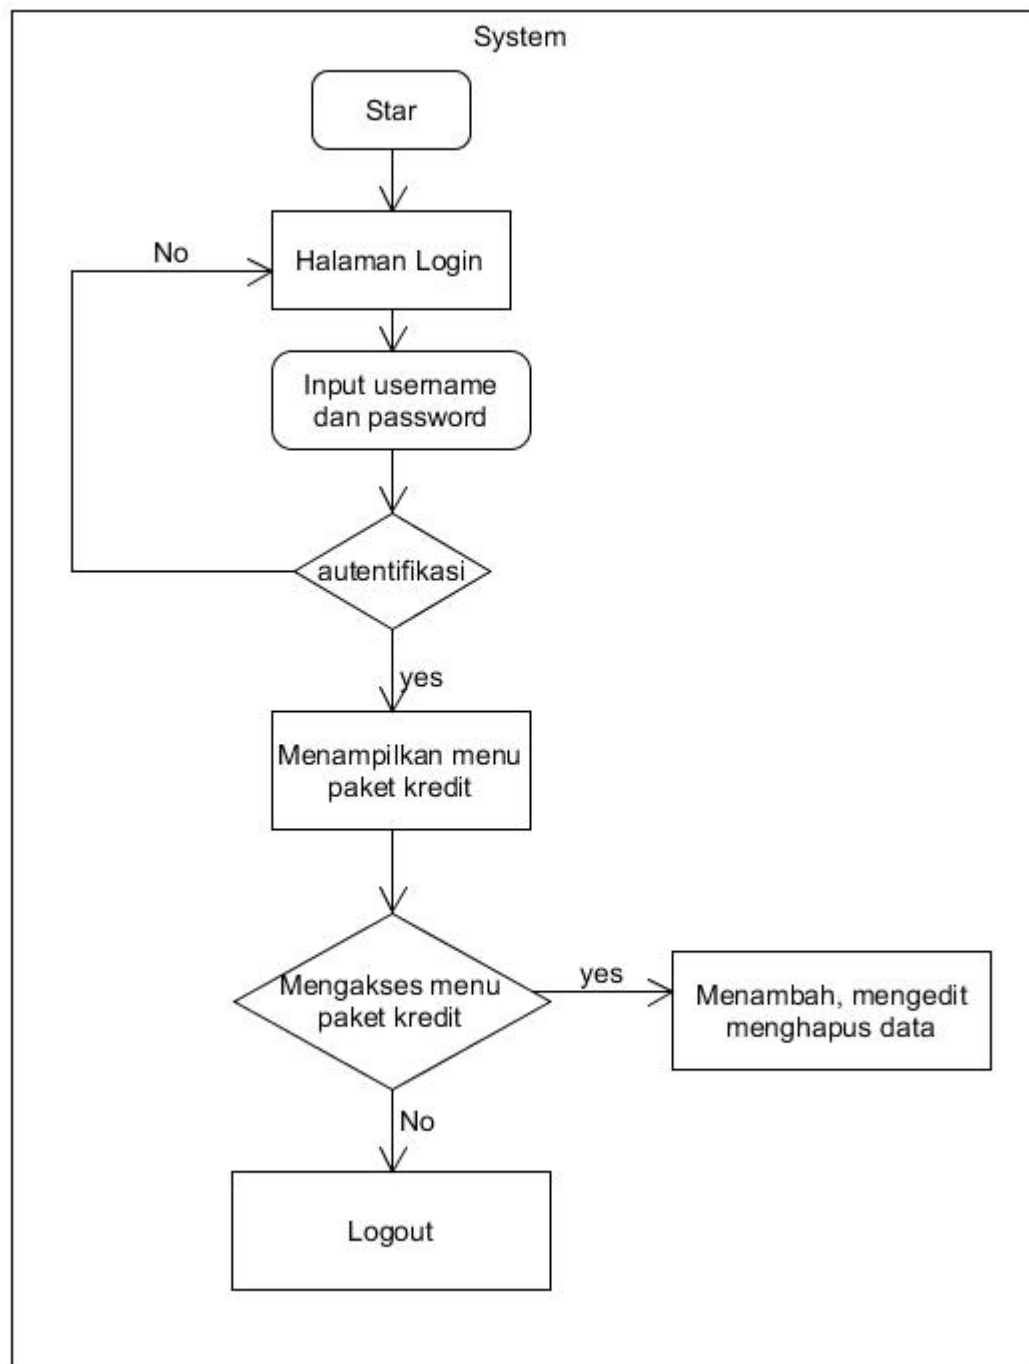 System
Star
No
Halaman Login
Input username
dan password
autentifikasi
yes
Menampilkan menu
paket kredit
Mengakses menu
paket kredit
yes
Menambah, mengedit
menghapus data
No
Logout